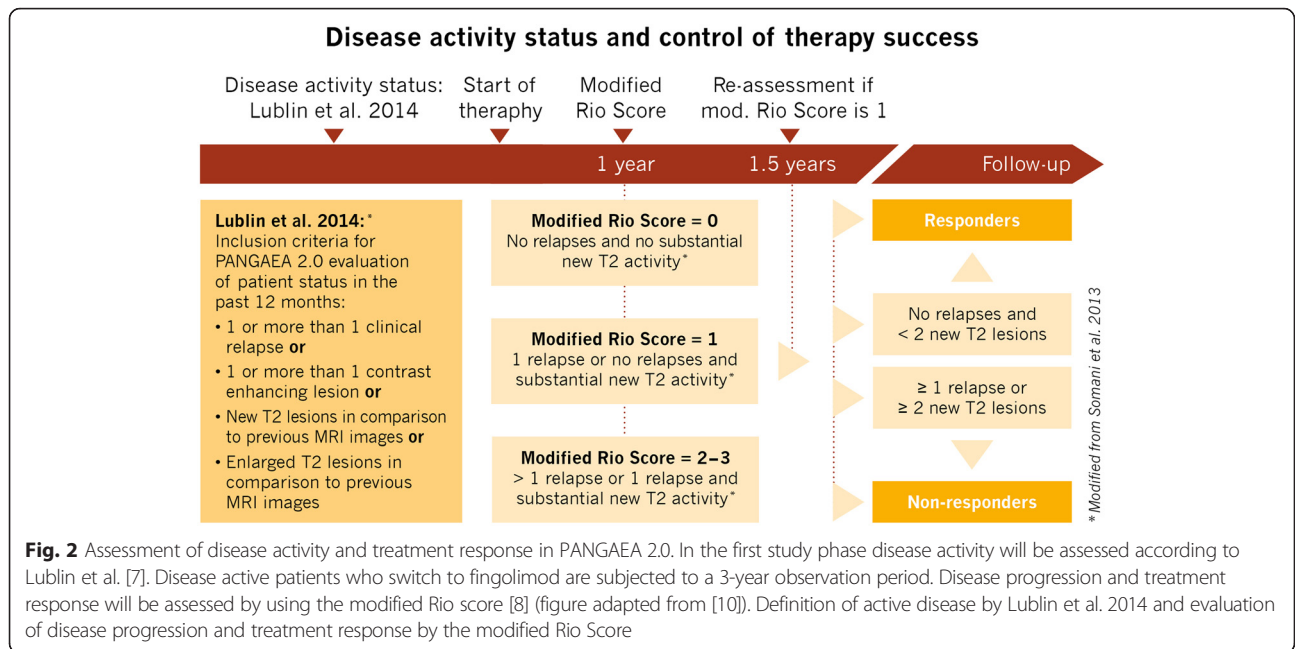 Disease activity status and control of therapy success
Disease activity status:
Lublin et al. 2014
Start of
theraphy
Modified
Rio Score
Re-assessment if
mod. Rio Score is 1
1 year
1.5 years
Follow-up
Lublin et al. 2014:*
Inclusion criteria for
PANGAEA 2.0 evaluation
of patient status in the
past 12 months:
• 1 or more than 1 clinical
relapse or
• 1 or more than 1 contrast
enhancing lesion or
• New T2 lesions in comparison
to previous MRI images or
• Enlarged T2 lesions in
comparison to previous
MRI images
Modified Rio Score = 0
No relapses and no substantial
new T2 activity*
Modified Rio Score = 1
1 relapse or no relapses and
substantial new T2 activity*
Modified Rio Score = 2–3
> 1 relapse or 1 relapse and
substantial new T2 activity*
Responders
No relapses and
< 2 new T2 lesions
≥ 1 relapse or
≥ 2 new T2 lesions
Non-responders
*Modified from Somani et al. 2013
Fig. 2 Assessment of disease activity and treatment response in PANGAEA 2.0. In the first study phase disease activity will be assessed according to
Lublin et al. [7]. Disease active patients who switch to fingolimod are subjected to a 3-year observation period. Disease progression and treatment
response will be assessed by using the modified Rio score [8] (figure adapted from [10]). Definition of active disease by Lublin et al. 2014 and evaluation
of disease progression and treatment response by the modified Rio Score